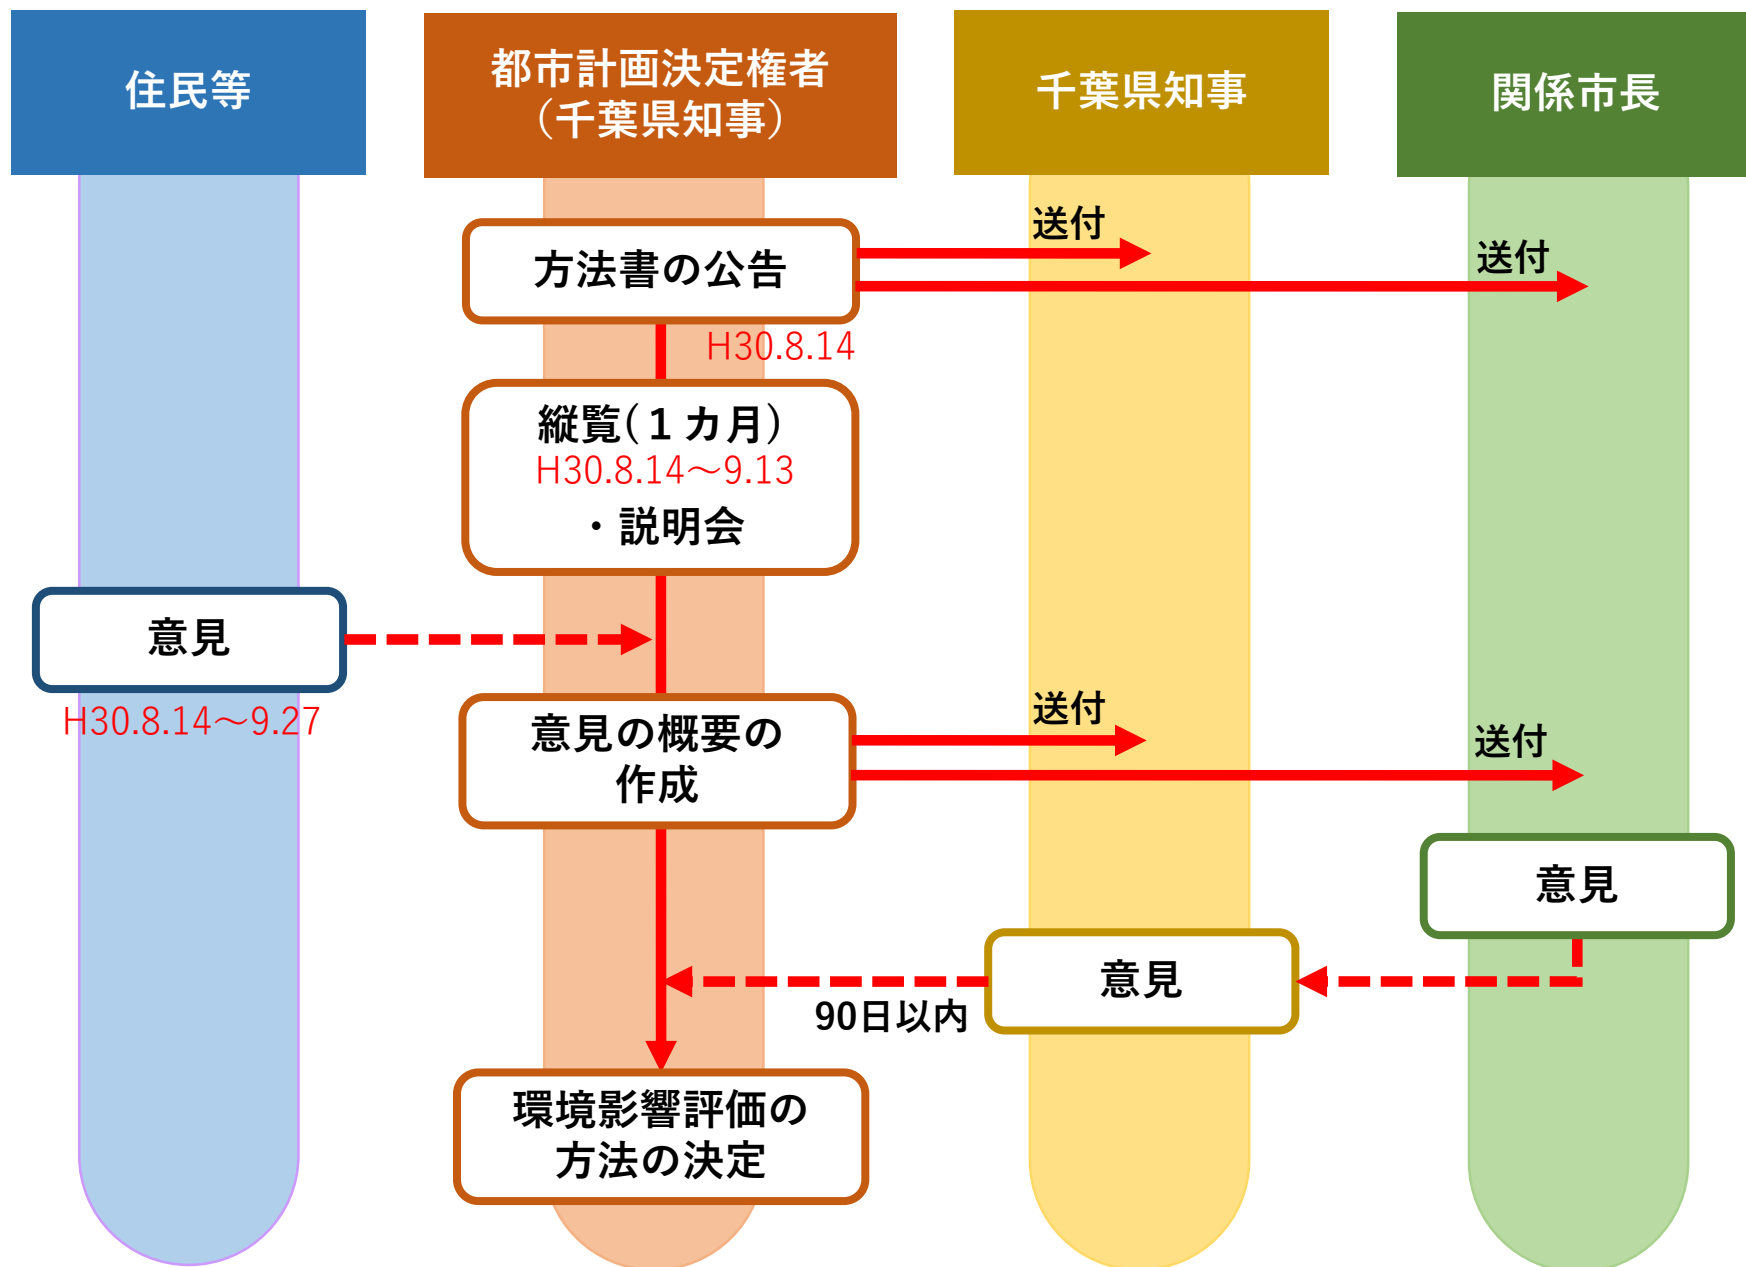 住民等
都市計画決定権者
（千葉県知事）
千葉県知事
関係市長
方法書の公告
送付
送付
H30.8.14
縦覧(１カ月)
H30.8.14～9.13
・説明会
意見
H30.8.14～9.27
意見の概要の
作成
送付
送付
意見
意見
90日以内
環境影響評価の
方法の決定